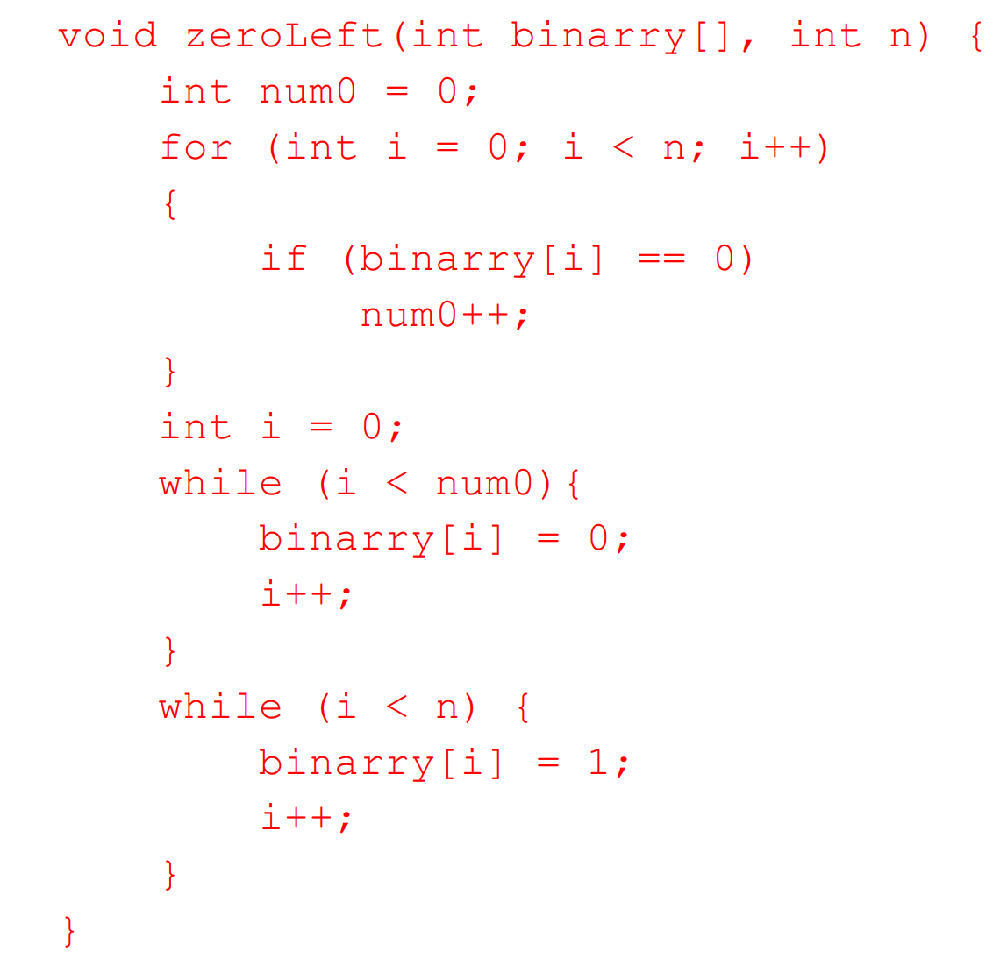 void zeroLeft(int binarry[], int n) {
    int num0 = 0;
    for (int i = 0; i < n; i++)
    {
        if (binarry[i] == 0)
            num0++;
    }
    int i = 0;
    while (i < num0){
        binarry[i] = 0;
        i++;
    }
    while (i < n) {
        binarry[i] = 1;
        i++;
    }
}